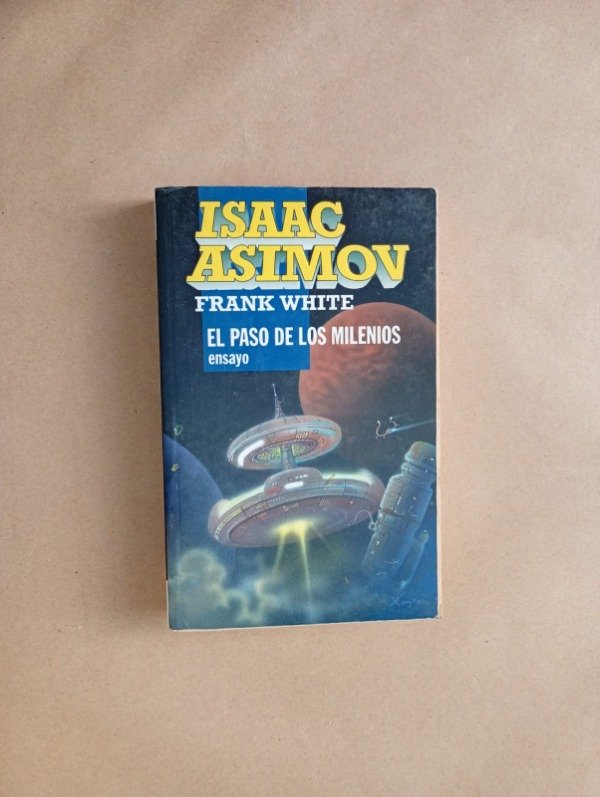 ISAAC
ASIMOV
FRANK WHITE
EL PASO DE LOS MILENIOS
ensayo